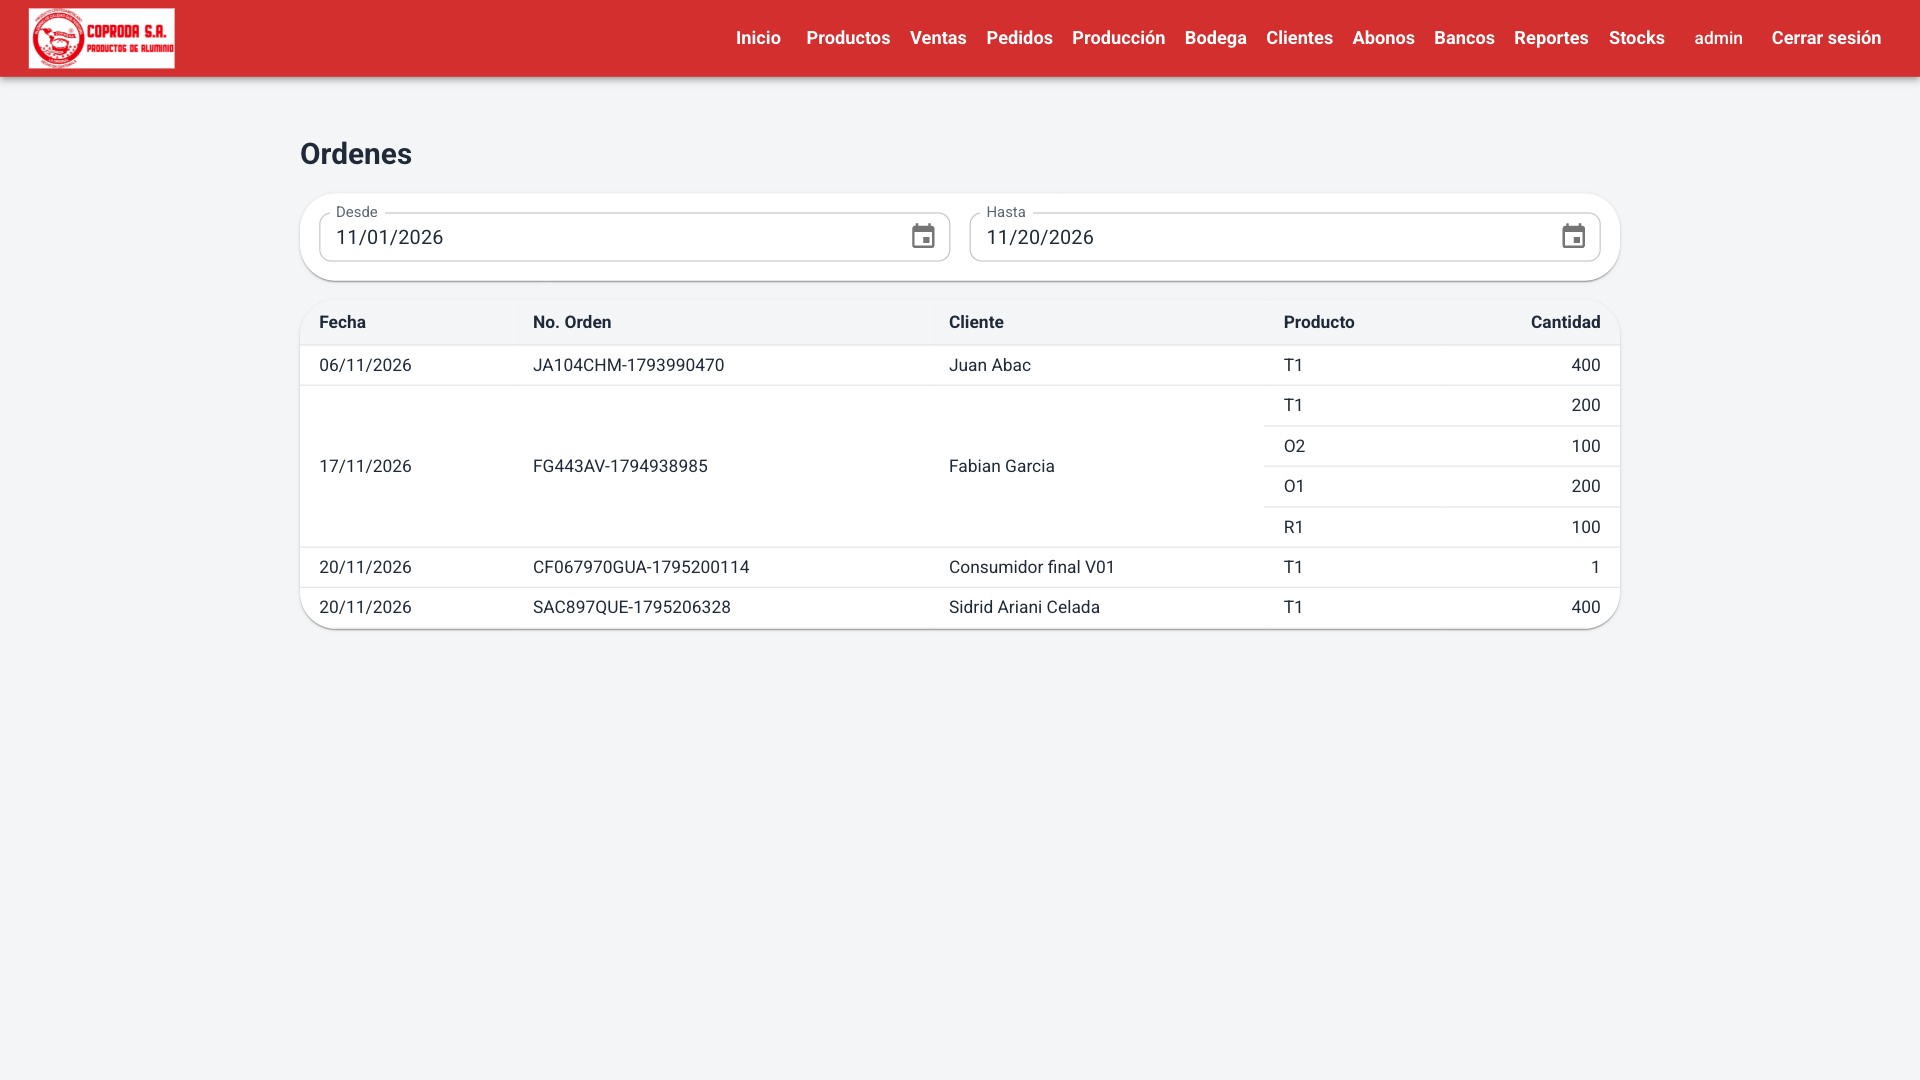 COPRODA S.A.
PRODUCTOS DE ALUMINIO
Inicio Productos Ventas Pedidos Producción Bodega Clientes Abonos Bancos Reportes Stocks admin Cerrar sesión
Ordenes
Desde
11/01/2026
Hasta
11/20/2026
Fecha No. Orden Cliente Producto Cantidad
06/11/2026 JA104CHM-1793990470 Juan Abac T1 400
17/11/2026 FG443AV-1794938985 Fabian Garcia T1 200
O2 100
O1 200
R1 100
20/11/2026 CF067970GUA-1795200114 Consumidor final V01 T1 1
20/11/2026 SAC897QUE-1795206328 Sidrid Ariani Celada T1 400